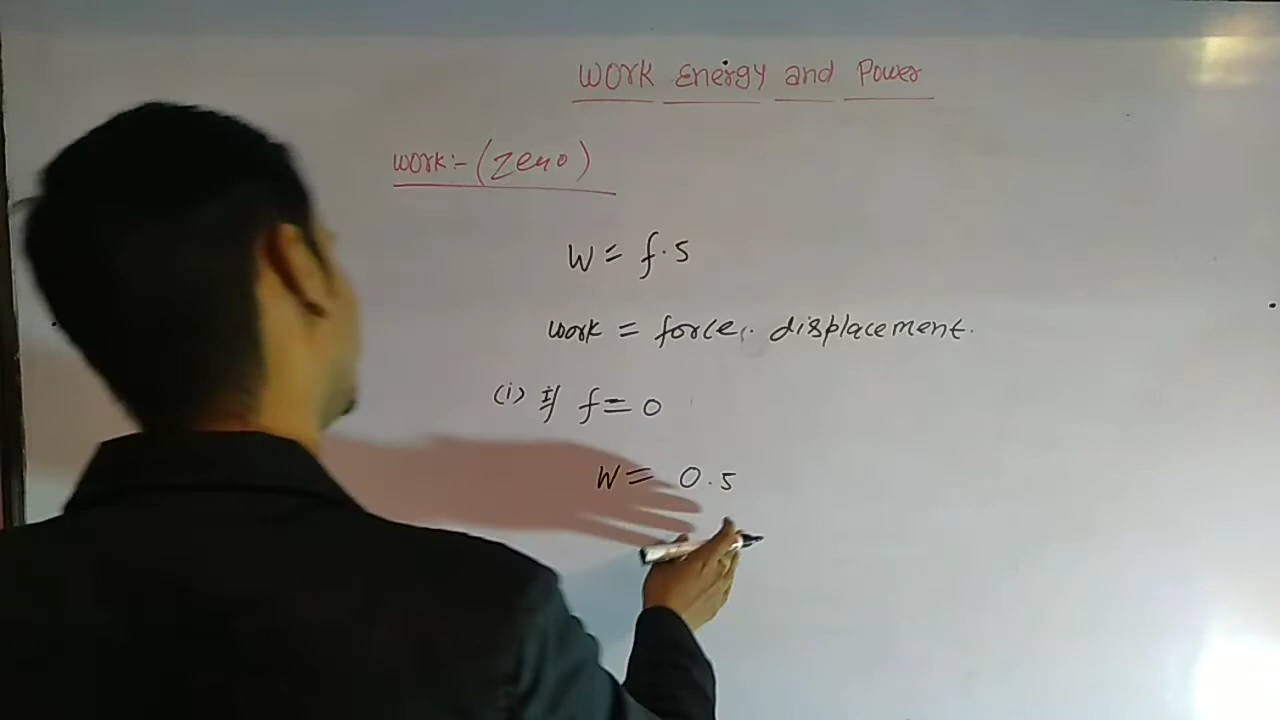 Work Energy and Power
Work:- (Zero)
W = f.s
work = force . displacement.
(i) If f = 0
W = 0.s